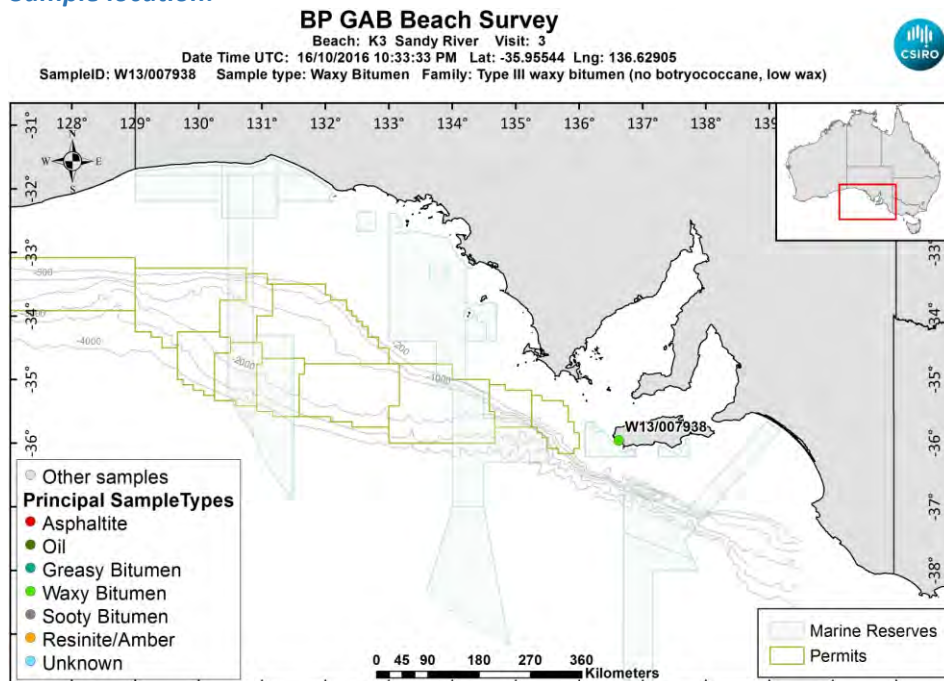 BP GAB Beach Survey
Beach: K3 Sandy River Visit: 3
Date Time UTC: 16/10/2016 10:33:33 PM Lat: -35.95544 Lng: 136.62905
SampleID: W13/007938 Sample type: Waxy Bitumen Family: Type III waxy bitumen (no botryococcane, low wax)
CSIRO
128° 129° 130° 131° 132° 133° 134° 135° 136° 137° 138° 139
N
W E
S
-31°
-31°
-32°
-32°
-33°
-33°
-34°
-34°
-35°
-35°
-36°
-36°
-37°
-38°
-200
-1000
-2000
-4000
W13/007938
Other samples
Principal SampleTypes
Asphaltite
Oil
Greasy Bitumen
Waxy Bitumen
Sooty Bitumen
Resinite/Amber
Unknown
0 45 90 180 270 360
Kilometers
Marine Reserves
Permits